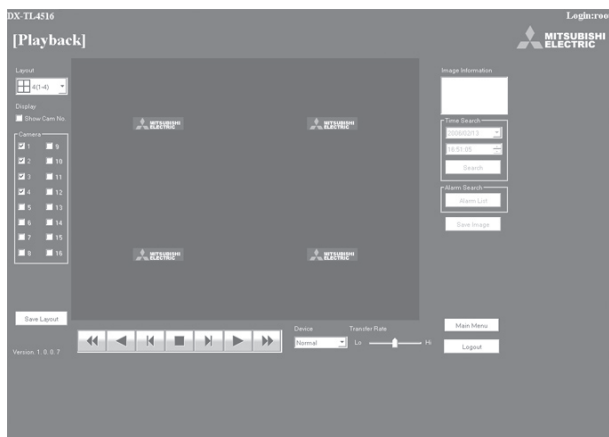 DX-TL4516
Login:roo
[Playback]
MITSUBISHI
ELECTRIC
Layout
4(1-4)
Display
Show Cam No.
Camera
1 9
2 10
3 11
4 12
5 13
6 14
7 15
8 16
Save Layout
Version 1. 0. 0. 7
MITSUBISHI
ELECTRIC
MITSUBISHI
ELECTRIC
MITSUBISHI
ELECTRIC
MITSUBISHI
ELECTRIC
Device
Normal
Transfer Rate
Lo Hi
Image Information
Time Search
2006/02/13
Search
Alarm Search
Alarm List
Save Image
Main Menu
Logout